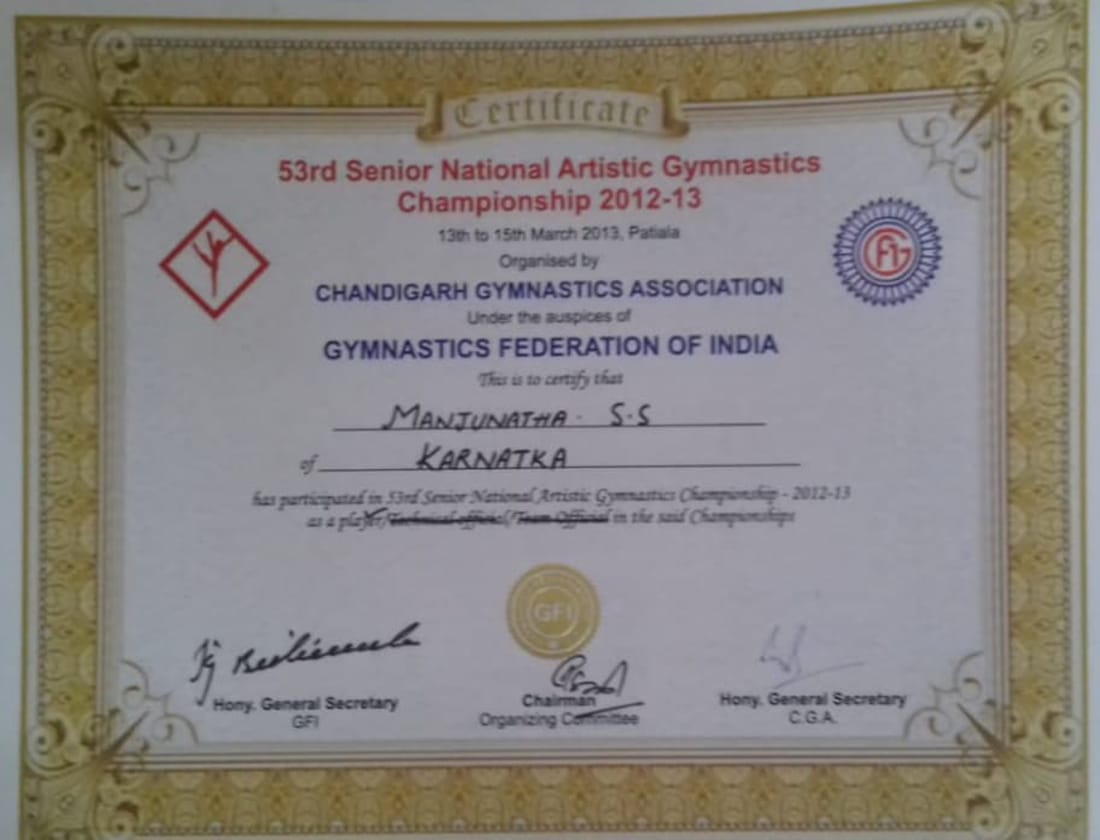 Certificate
53rd Senior National Artistic Gymnastics
Championship 2012-13
13th to 15th March 2013, Patiala
Organised by
CHANDIGARH GYMNASTICS ASSOCIATION
Under the auspices of
GYMNASTICS FEDERATION OF INDIA
This is to certify that
MANJUNATHA. S.S
of KARNATKA
has participated in 53rd Senior National Artistic Gymnastics Championship - 2012-13
as a player/Technical official/Team Official in the said Championships
GFI
Hony. General Secretary
GFI
Chairman
Organizing Committee
Hony. General Secretary
C.G.A.